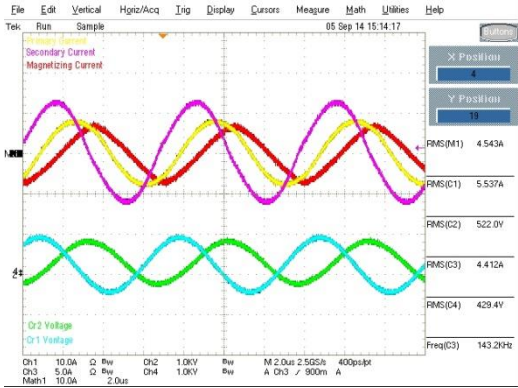 File Edit Vertical Horiz/Acq Trig Display Cursors Measure Math Utilities Help
Tek Run Sample 05 Sep 14 15:14:17
Buttons
Primary Current
Secondary Current
Magnetizing Current
X Position
4
Y Position
19
RMS(M1) 4.543A
RMS(C1) 5.537A
RMS(C2) 522.0V
RMS(C3) 4.412A
RMS(C4) 429.4V
Freq(C3) 143.2kHz
Cr2 Voltage
Cr1 Vontage
Ch1 10.0A Ω Bw Ch2 1.0KV Bw M 2.0us 2.5GS/s 400ps/pt
Ch3 5.0A Ω Bw Ch4 1.0KV Bw A Ch3 ∕ 900m A
Math1 10.0A 2.0us